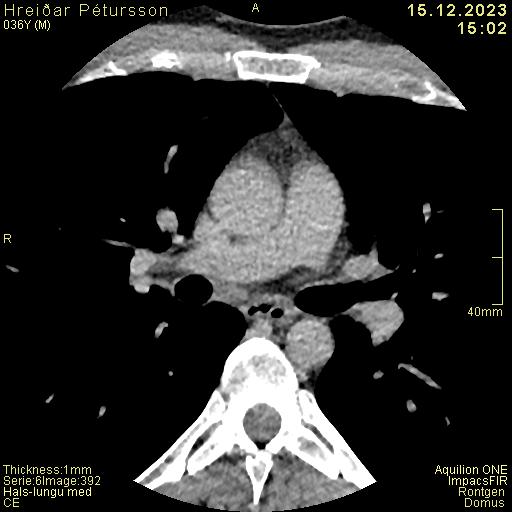 Hreiðar Pétursson
036Y (M)
A
15.12.2023
15:02
R
40mm
Thickness:1mm
Serie:6Image:392
Hals-lungu med
CE
Aquilion ONE
ImpacsFIR
Rontgen
Domus